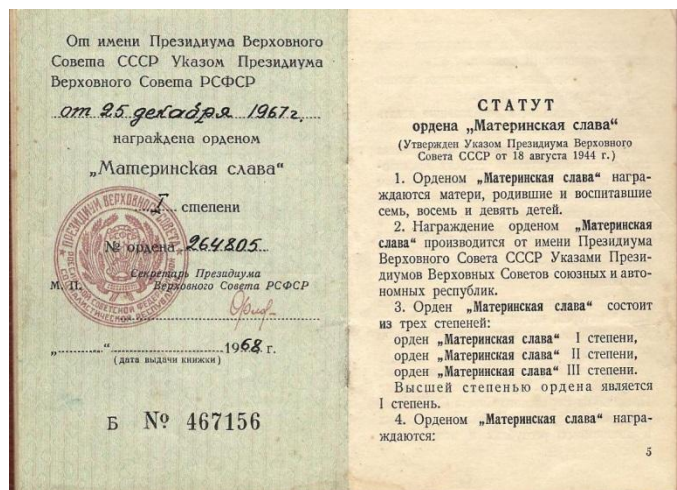 От имени Президиума Верховного
Совета СССР Указом Президиума
Верховного Совета РСФСР
от 25 декабря 1967 г.
награждена орденом
„Материнская слава“
I степени
№ ордена 264805
Секретарь Президиума
М. П. Верховного Совета РСФСР
„ “ 1968 г.
(дата выдачи книжки)
Б № 467156
СТАТУТ
ордена „Материнская слава“
(Утвержден Указом Президиума Верховного
Совета СССР от 18 августа 1944 г.)
1. Орденом „Материнская слава“ награ-
ждаются матери, родившие и воспитавшие
семь, восемь и девять детей.
2. Награждение орденом „Материнская
слава“ производится от имени Президиума
Верховного Совета СССР Указами Прези-
диумов Верховных Советов союзных и авто-
номных республик.
3. Орден „Материнская слава“ состоит
из трех степеней:
орден „Материнская слава“ I степени,
орден „Материнская слава“ II степени,
орден „Материнская слава“ III степени.
Высшей степенью ордена является
I степень.
4. Орденом „Материнская слава“ награ-
ждаются:
5